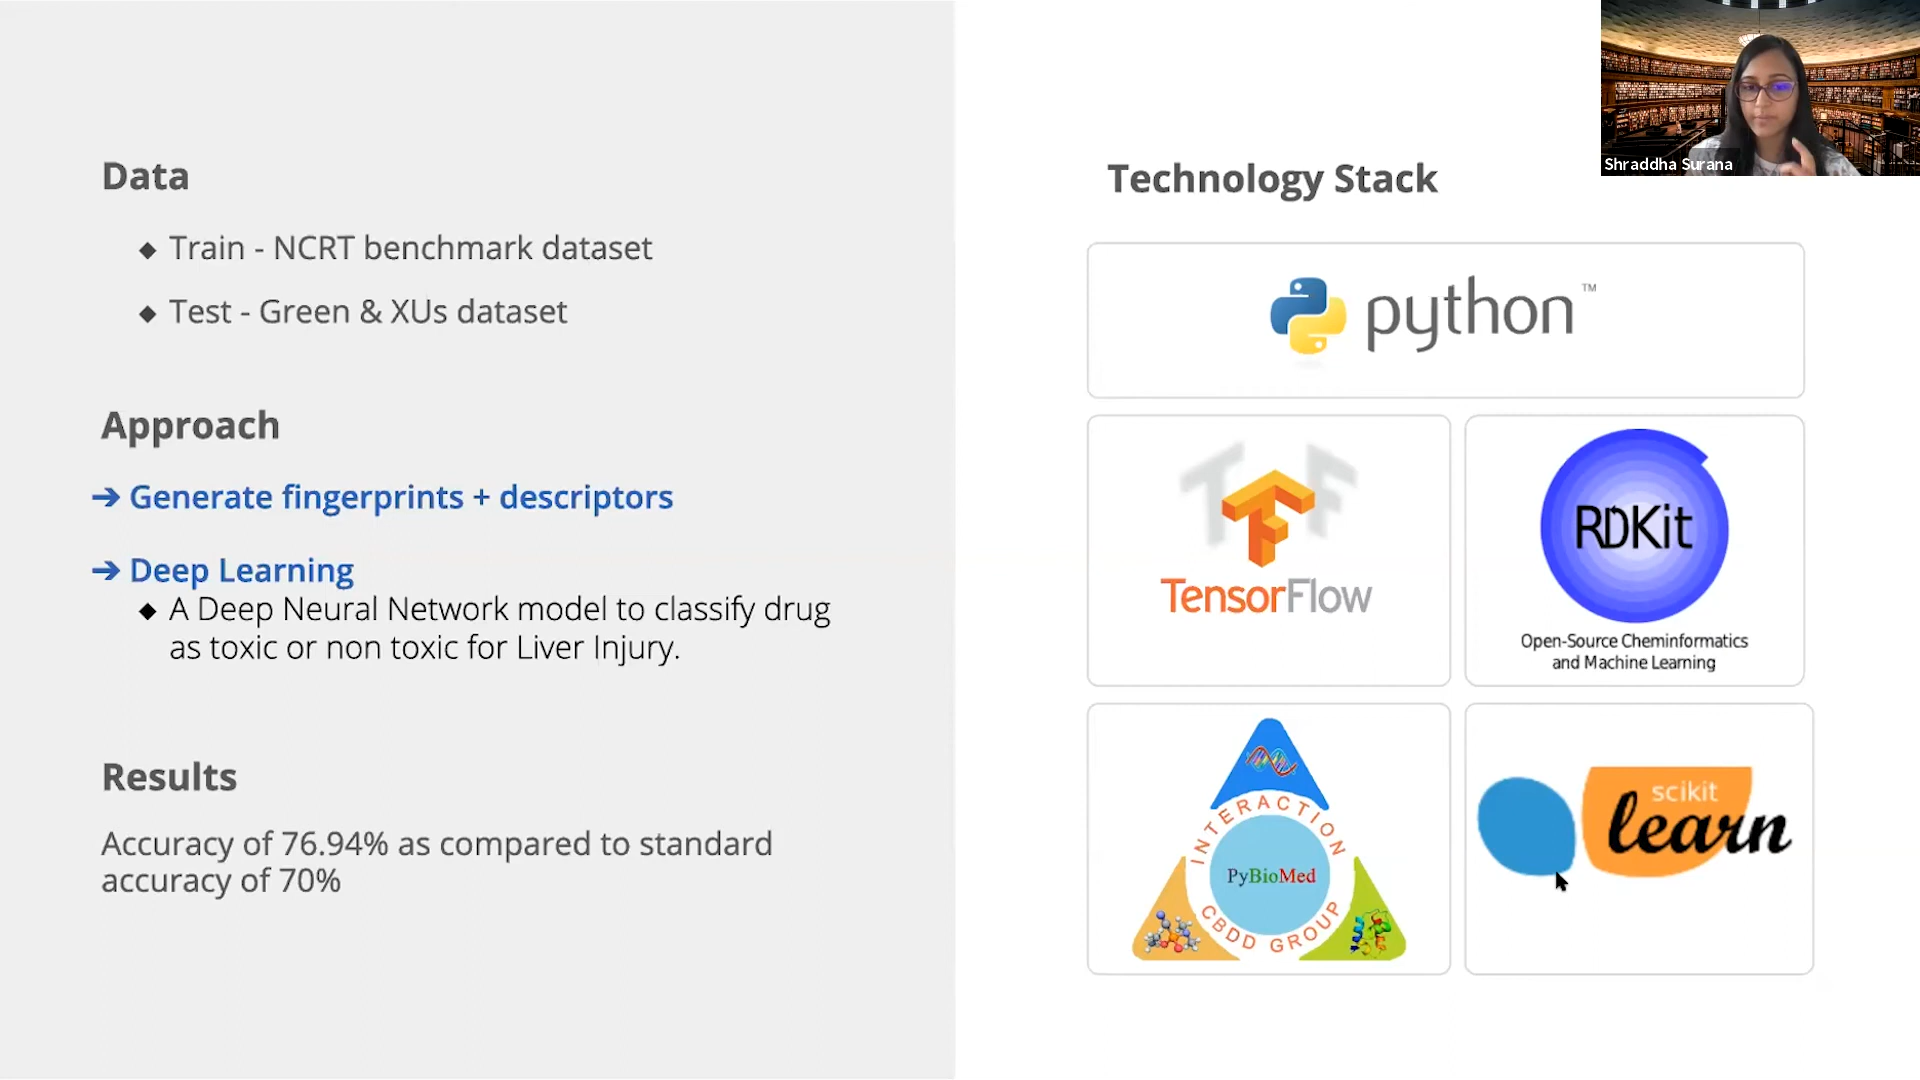 Data
◆ Train - NCRT benchmark dataset
◆ Test - Green & XUs dataset
Approach
➔ Generate fingerprints + descriptors
➔ Deep Learning
◆ A Deep Neural Network model to classify drug
as toxic or non toxic for Liver Injury.
Results
Accuracy of 76.94% as compared to standard
accuracy of 70%
Technology Stack
python™
TensorFlow
RDKit
Open-Source Cheminformatics
and Machine Learning
INTERACTION
PyBioMed
CBDD GROUP
scikit
learn
Shraddha Surana